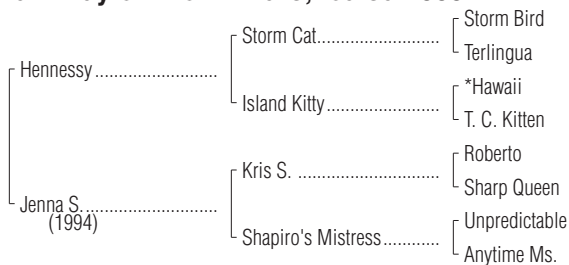 Storm Bird
Storm Cat
Terlingua
Hennessy
*Hawaii
Island Kitty
T. C. Kitten
Roberto
Kris S.
Sharp Queen
Jenna S.
(1994)
Unpredictable
Shapiro's Mistress
Anytime Ms.